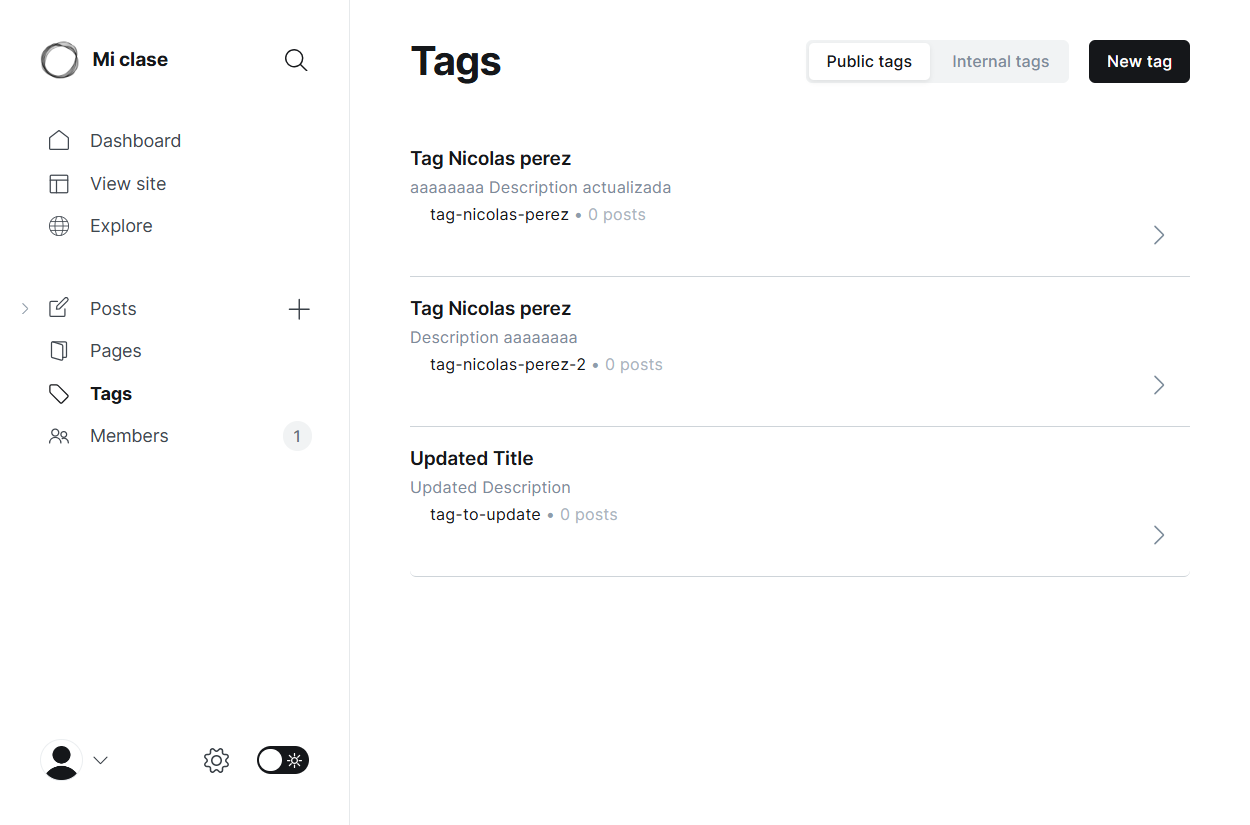 Mi clase
Dashboard
View site
Explore
Posts
Pages
Tags
Members 1
Tags
Public tags Internal tags New tag
Tag Nicolas perez
aaaaaaaa Description actualizada
tag-nicolas-perez • 0 posts
Tag Nicolas perez
Description aaaaaaaa
tag-nicolas-perez-2 • 0 posts
Updated Title
Updated Description
tag-to-update • 0 posts